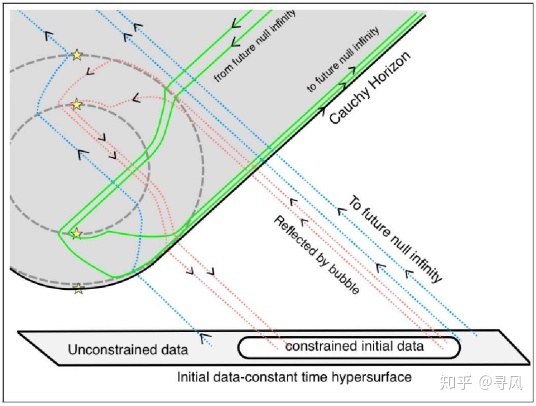 from future null infinity
to future null infinity
Cauchy Horizon
To future null infinity
Reflected by bubble
Unconstrained data
constrained initial data
Initial data-constant time hypersurface
知乎 @寻风